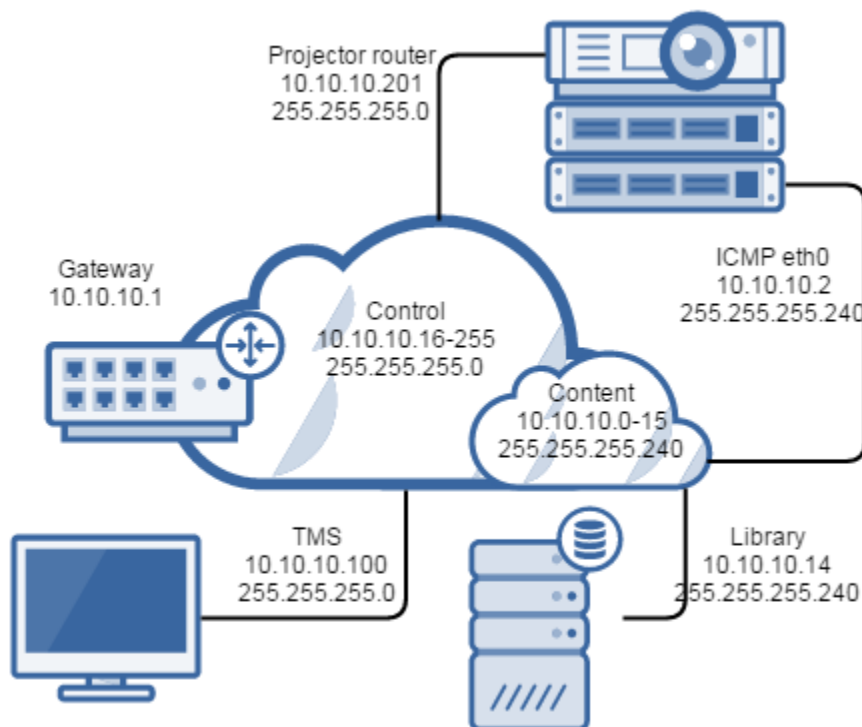 Projector router
10.10.10.201
255.255.255.0
ICMP eth0
10.10.10.2
255.255.255.240
Gateway
10.10.10.1
Control
10.10.10.16-255
255.255.255.0
Content
10.10.10.0-15
255.255.255.240
TMS
10.10.10.100
255.255.255.0
Library
10.10.10.14
255.255.255.240